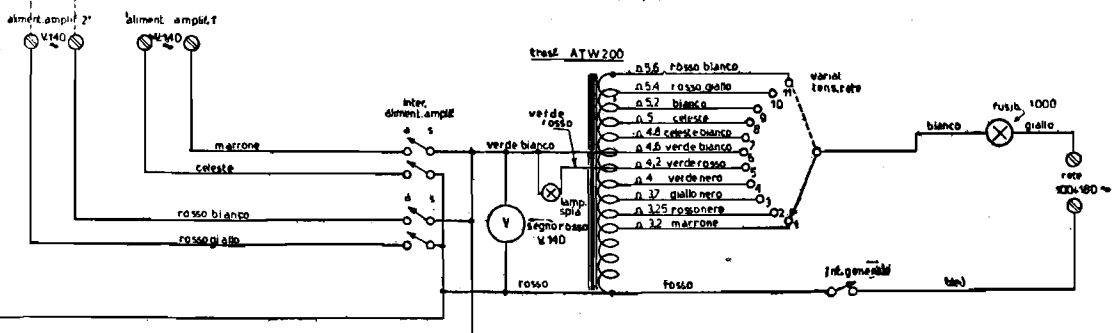 aliment. amplif. 2°
V.140
aliment. amplif. 1
V.140
trasf. ATW200
n 5,6 rosso bianco
n 5,4 rosso giallo
n 5,2 bianco
n 5 celeste
n 4,8 celeste bianco
n 4,6 verde bianco
n 4,2 verde rosso
n 4 verde nero
n 3,7 giallo nero
n 3,25 rosso nero
n 3,2 marrone
11
10
9
8
7
6
5
4
3
2
1
variat.
tens. rete
inter.
aliment. amplif.
a s
a s
marrone
celeste
rosso bianco
rosso giallo
verde bianco
verde
rosso
lamp.
spia
V
segno rosso
V. 140
rosso
rosso
int. generale
bleu
bianco
fusib. 1000
giallo
rete
100÷180 ~